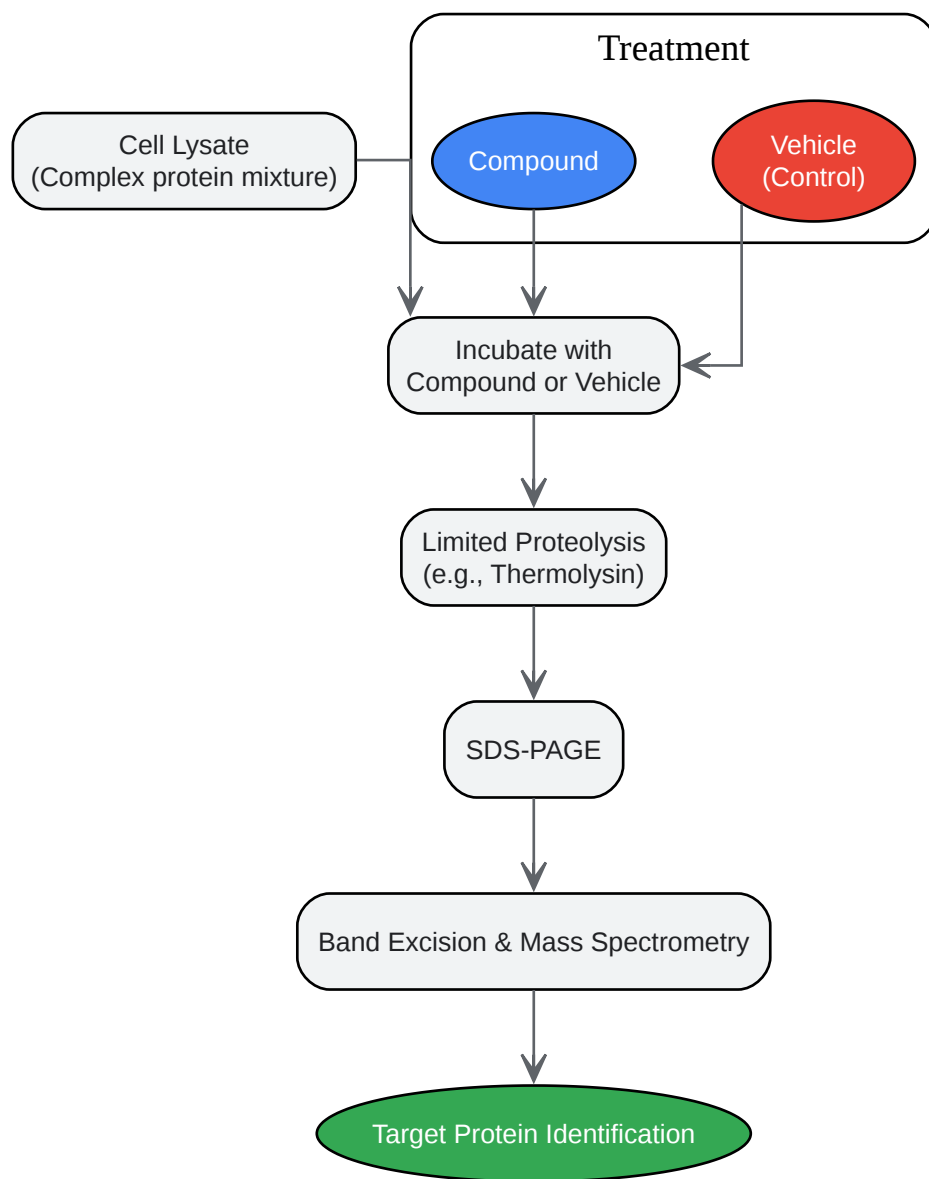 Treatment
Cell Lysate
(Complex protein mixture)
Compound
Vehicle
(Control)
Incubate with
Compound or Vehicle
Limited Proteolysis
(e.g., Thermolysin)
SDS-PAGE
Band Excision & Mass Spectrometry
Target Protein Identification